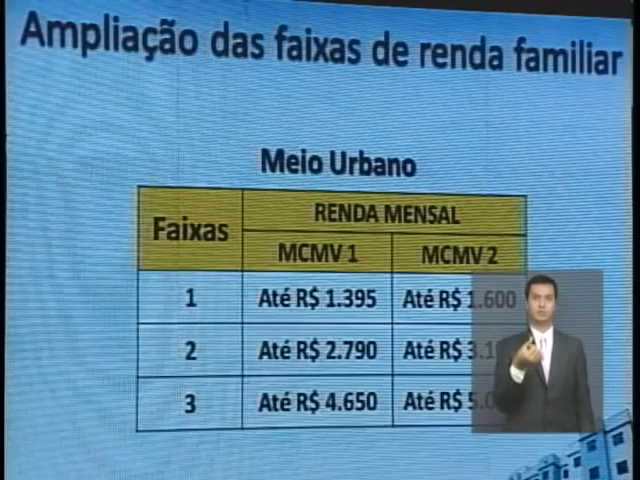 Ampliação das faixas de renda familiar
Meio Urbano
Faixas
RENDA MENSAL
MCMV 1
MCMV 2
1
Até R$ 1.395
Até R$ 1.600
2
Até R$ 2.790
Até R$
3
Até R$ 4.650
Até R$